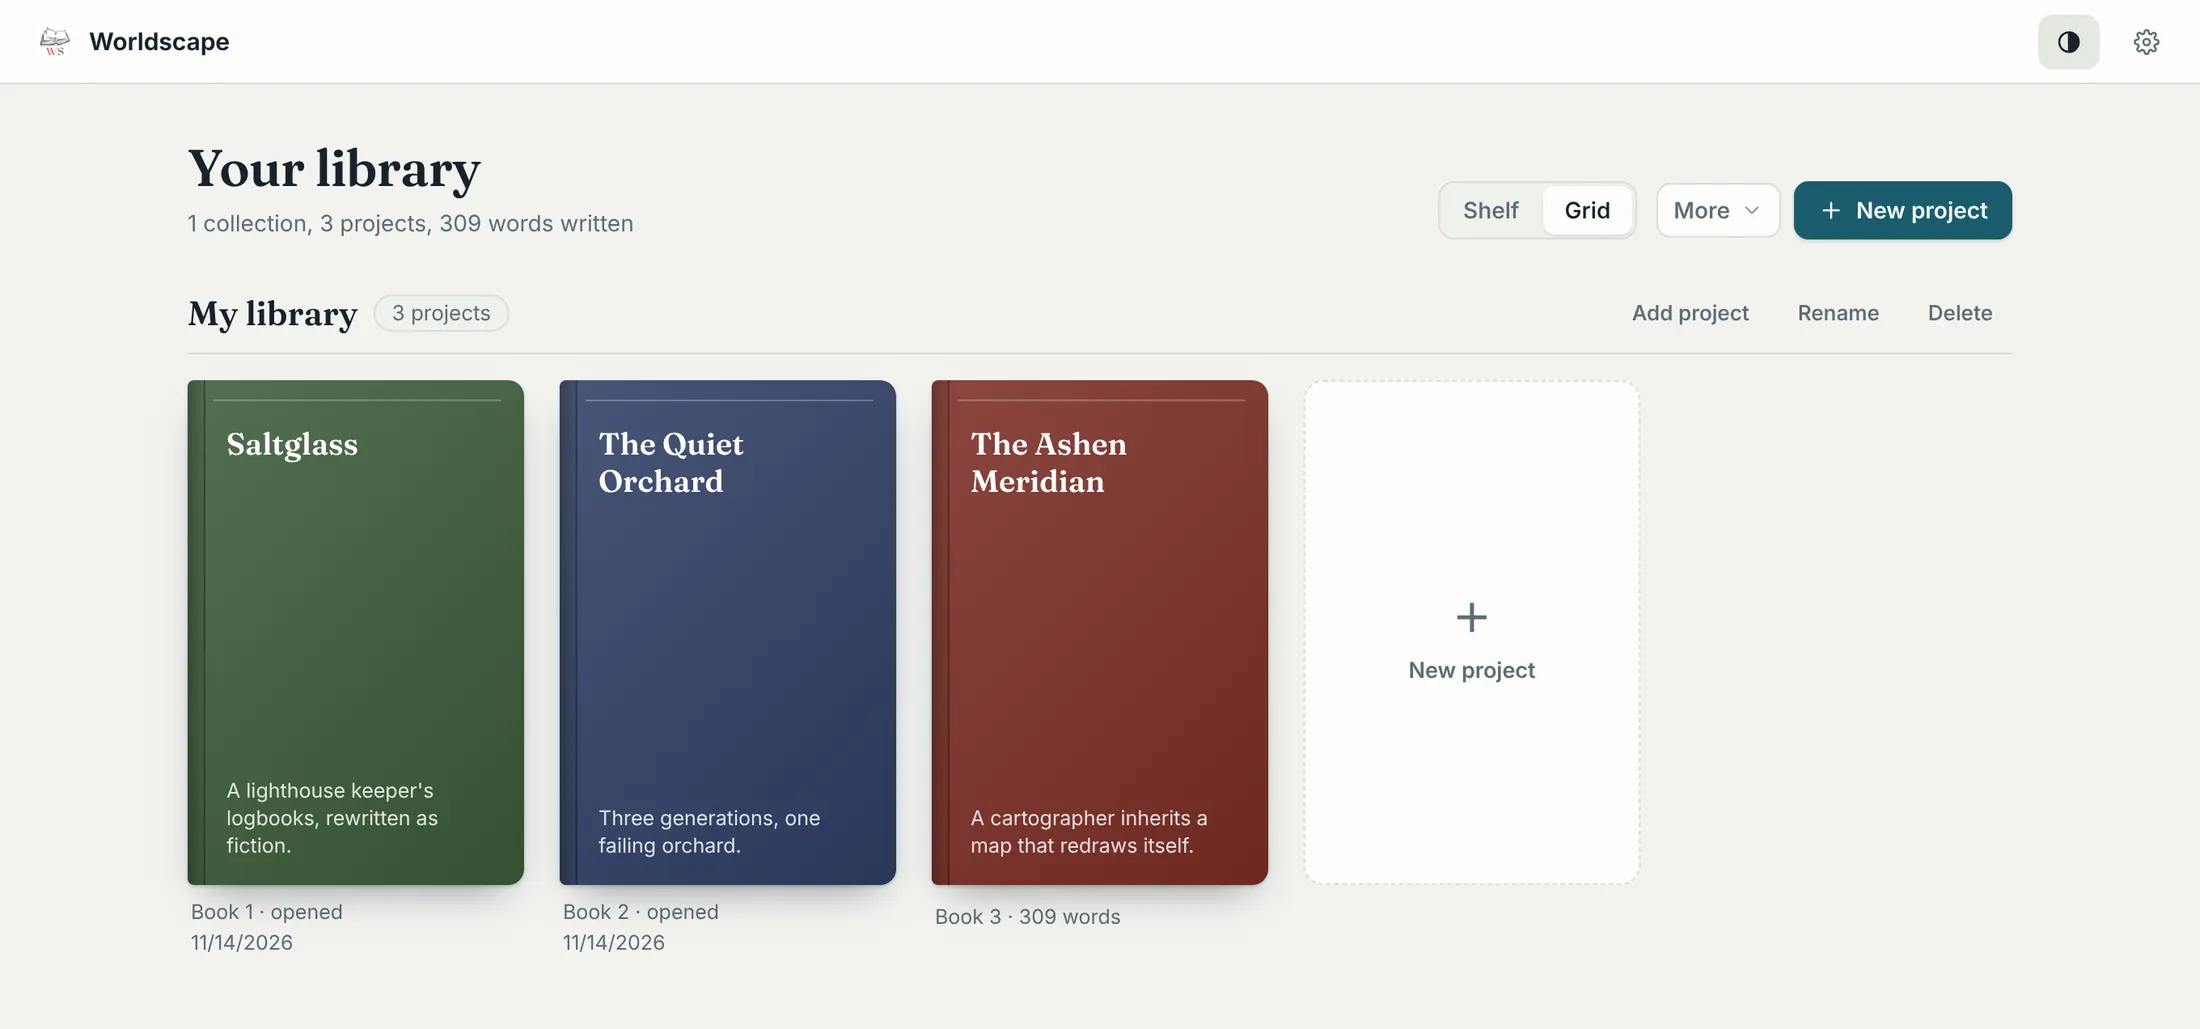 WS
Worldscape
Your library
1 collection, 3 projects, 309 words written
Shelf
Grid
More
New project
My library
3 projects
Add project
Rename
Delete
Saltglass
A lighthouse keeper's
logbooks, rewritten as
fiction.
Book 1 · opened
11/14/2026
The Quiet
Orchard
Three generations, one
failing orchard.
Book 2 · opened
11/14/2026
The Ashen
Meridian
A cartographer inherits a
map that redraws itself.
Book 3 · 309 words
New project